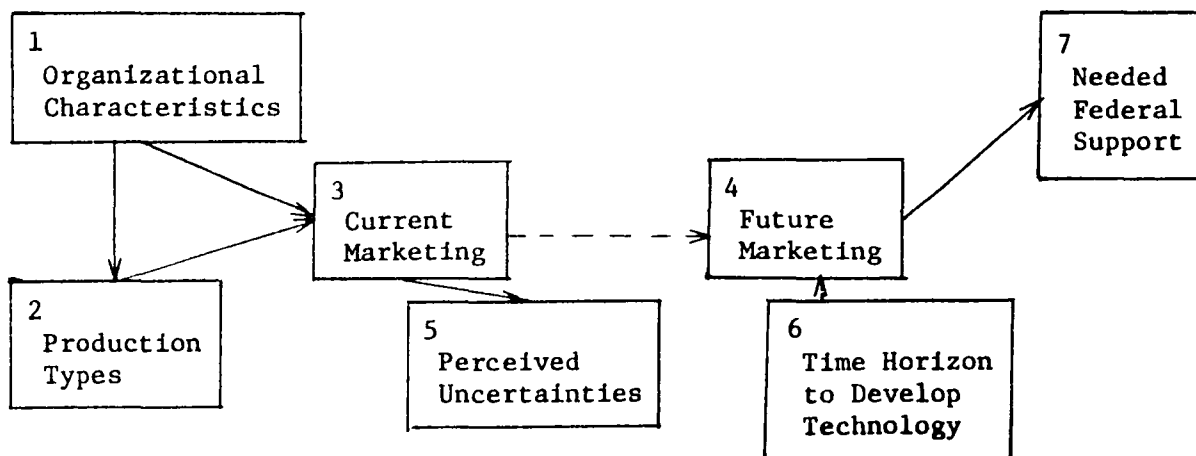 1
Organizational
Characteristics
2
Production
Types
3
Current
Marketing
4
Future
Marketing
5
Perceived
Uncertainties
6
Time Horizon
to Develop
Technology
7
Needed
Federal
Support